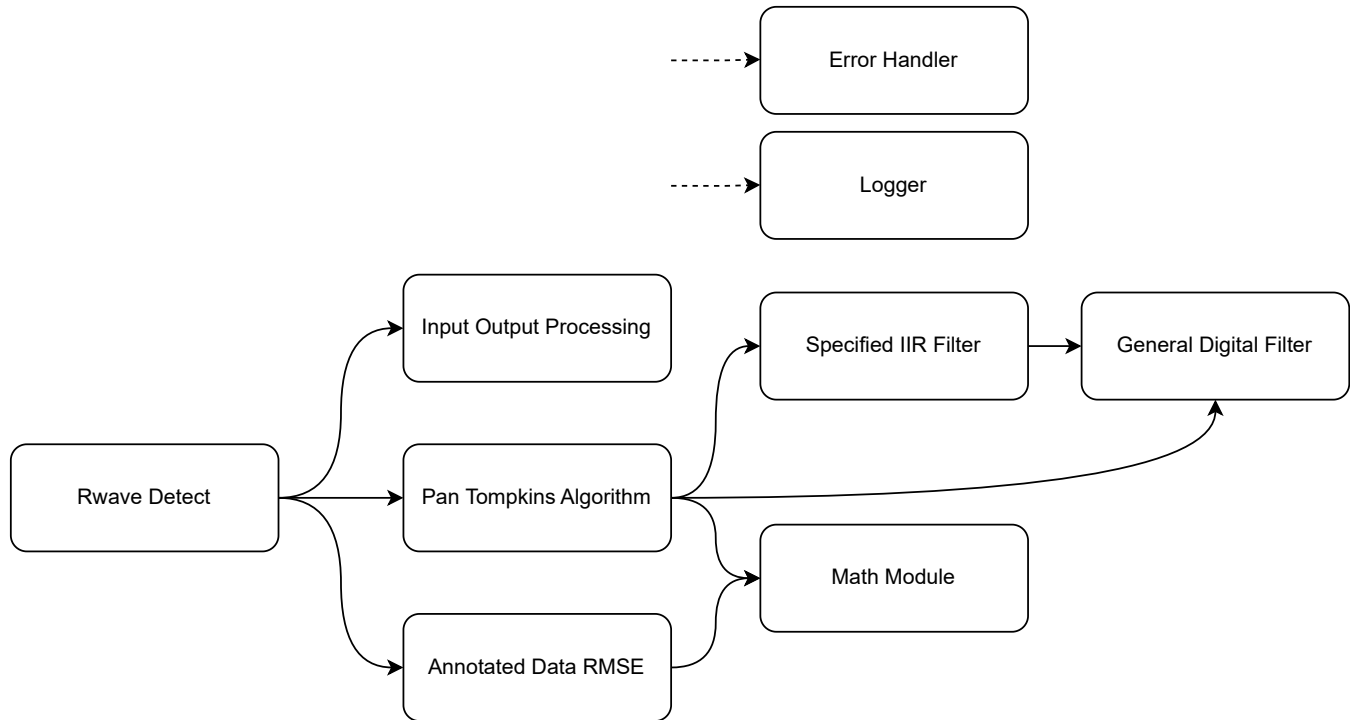 Error Handler
Logger
Input Output Processing
Specified IIR Filter
General Digital Filter
Rwave Detect
Pan Tompkins Algorithm
Math Module
Annotated Data RMSE